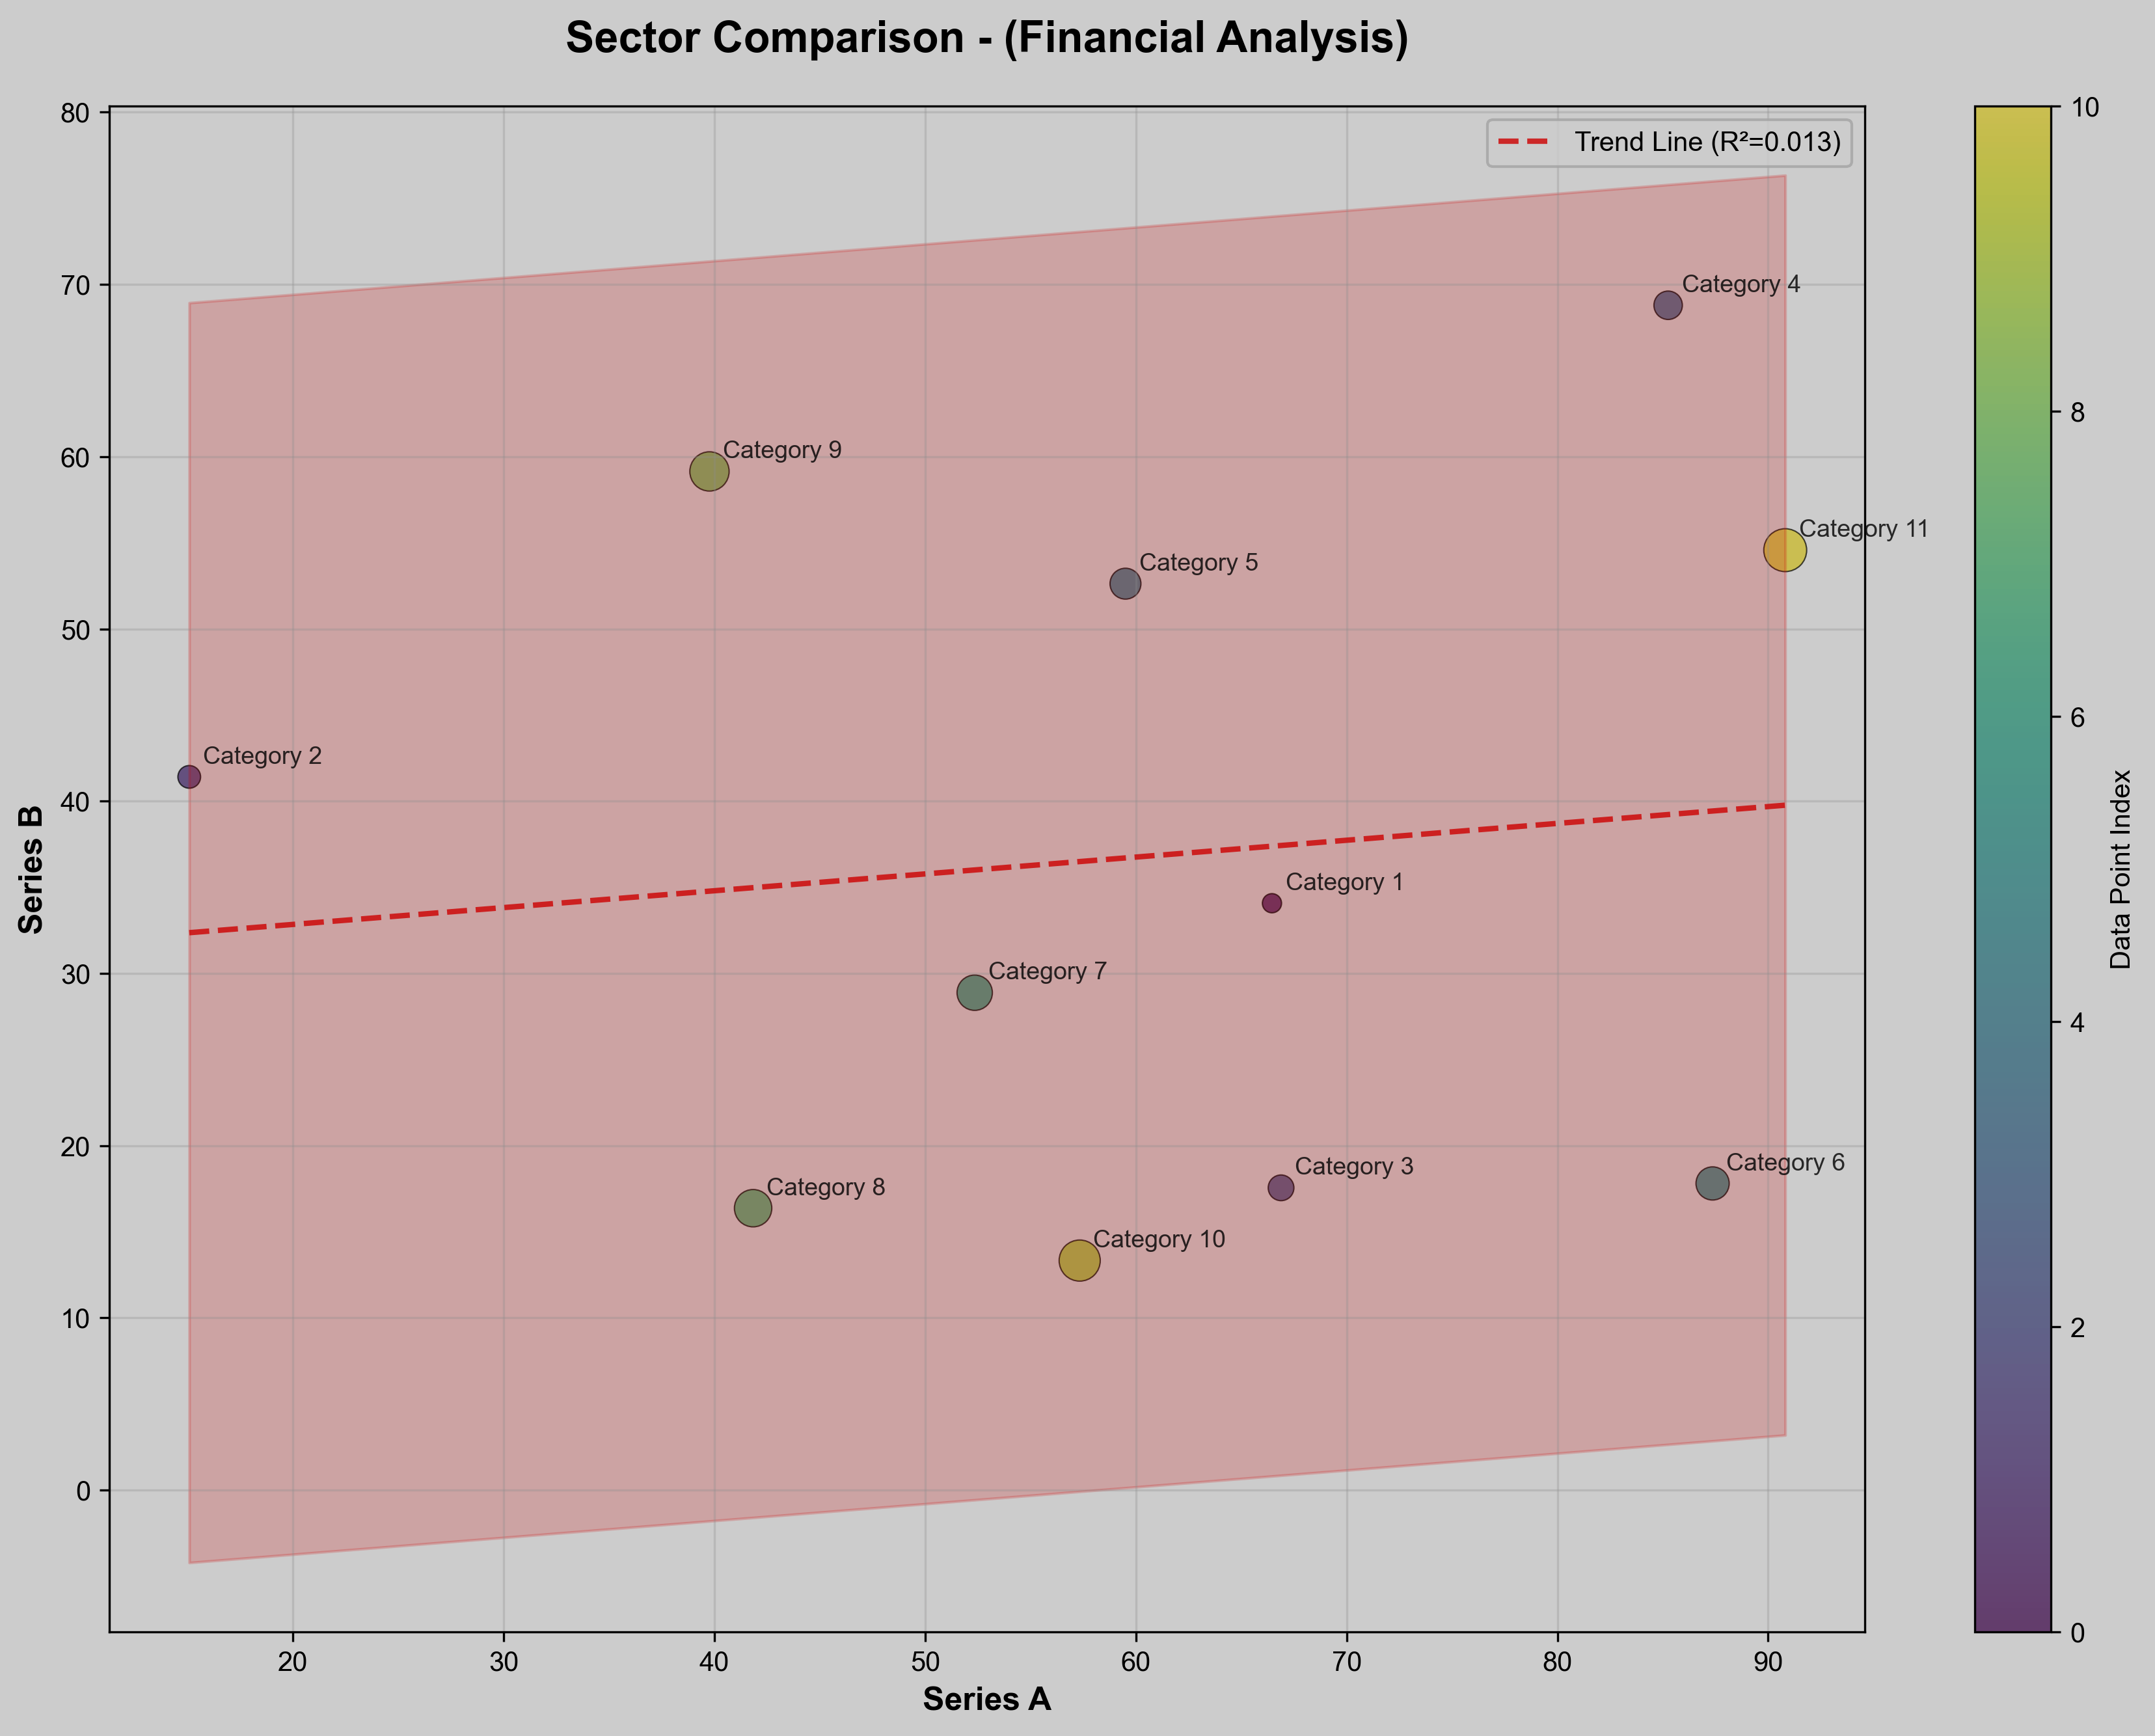 Sector Comparison - (Financial Analysis)
Trend Line (R²=0.013)
80
70
60
50
40
30
20
10
0
Series B
Category 4
Category 9
Category 11
Category 5
Category 2
Category 1
Category 7
Category 3
Category 6
Category 8
Category 10
20
30
40
50
60
70
80
90
Series A
10
8
6
4
2
0
Data Point Index